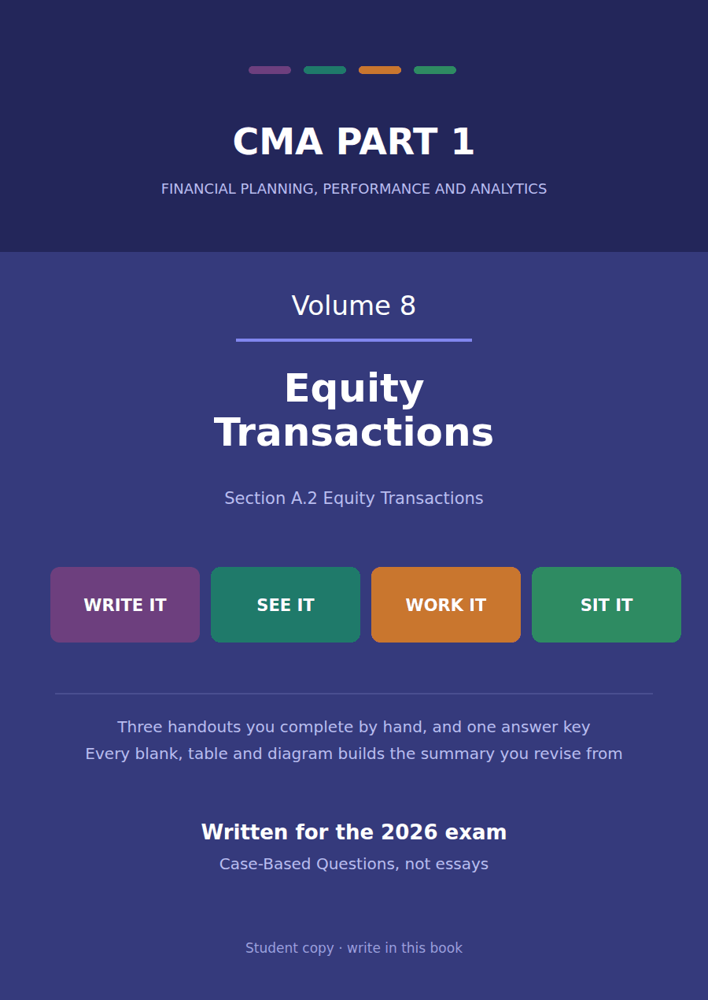 CMA PART 1
FINANCIAL PLANNING, PERFORMANCE AND ANALYTICS
Volume 8
Equity
Transactions
Section A.2 Equity Transactions
WRITE IT
SEE IT
WORK IT
SIT IT
Three handouts you complete by hand, and one answer key
Every blank, table and diagram builds the summary you revise from
Written for the 2026 exam
Case-Based Questions, not essays
Student copy · write in this book